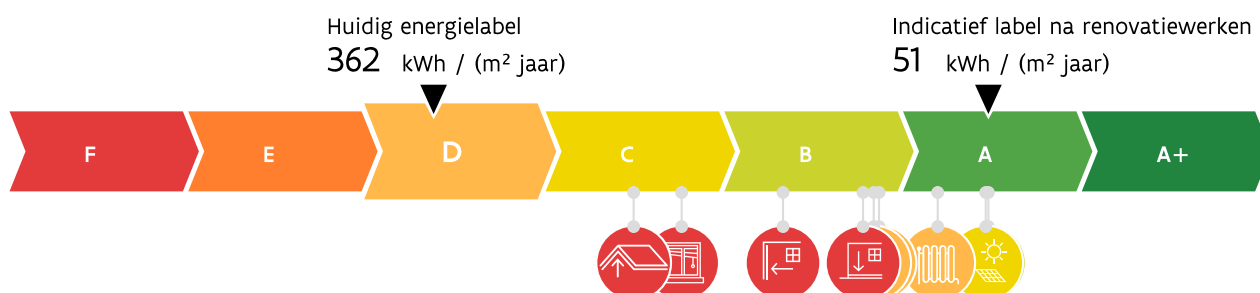 Huidig energielabel
362 kWh / (m² jaar)
Indicatief label na renovatiewerken
51 kWh / (m² jaar)
F E D C B A A+